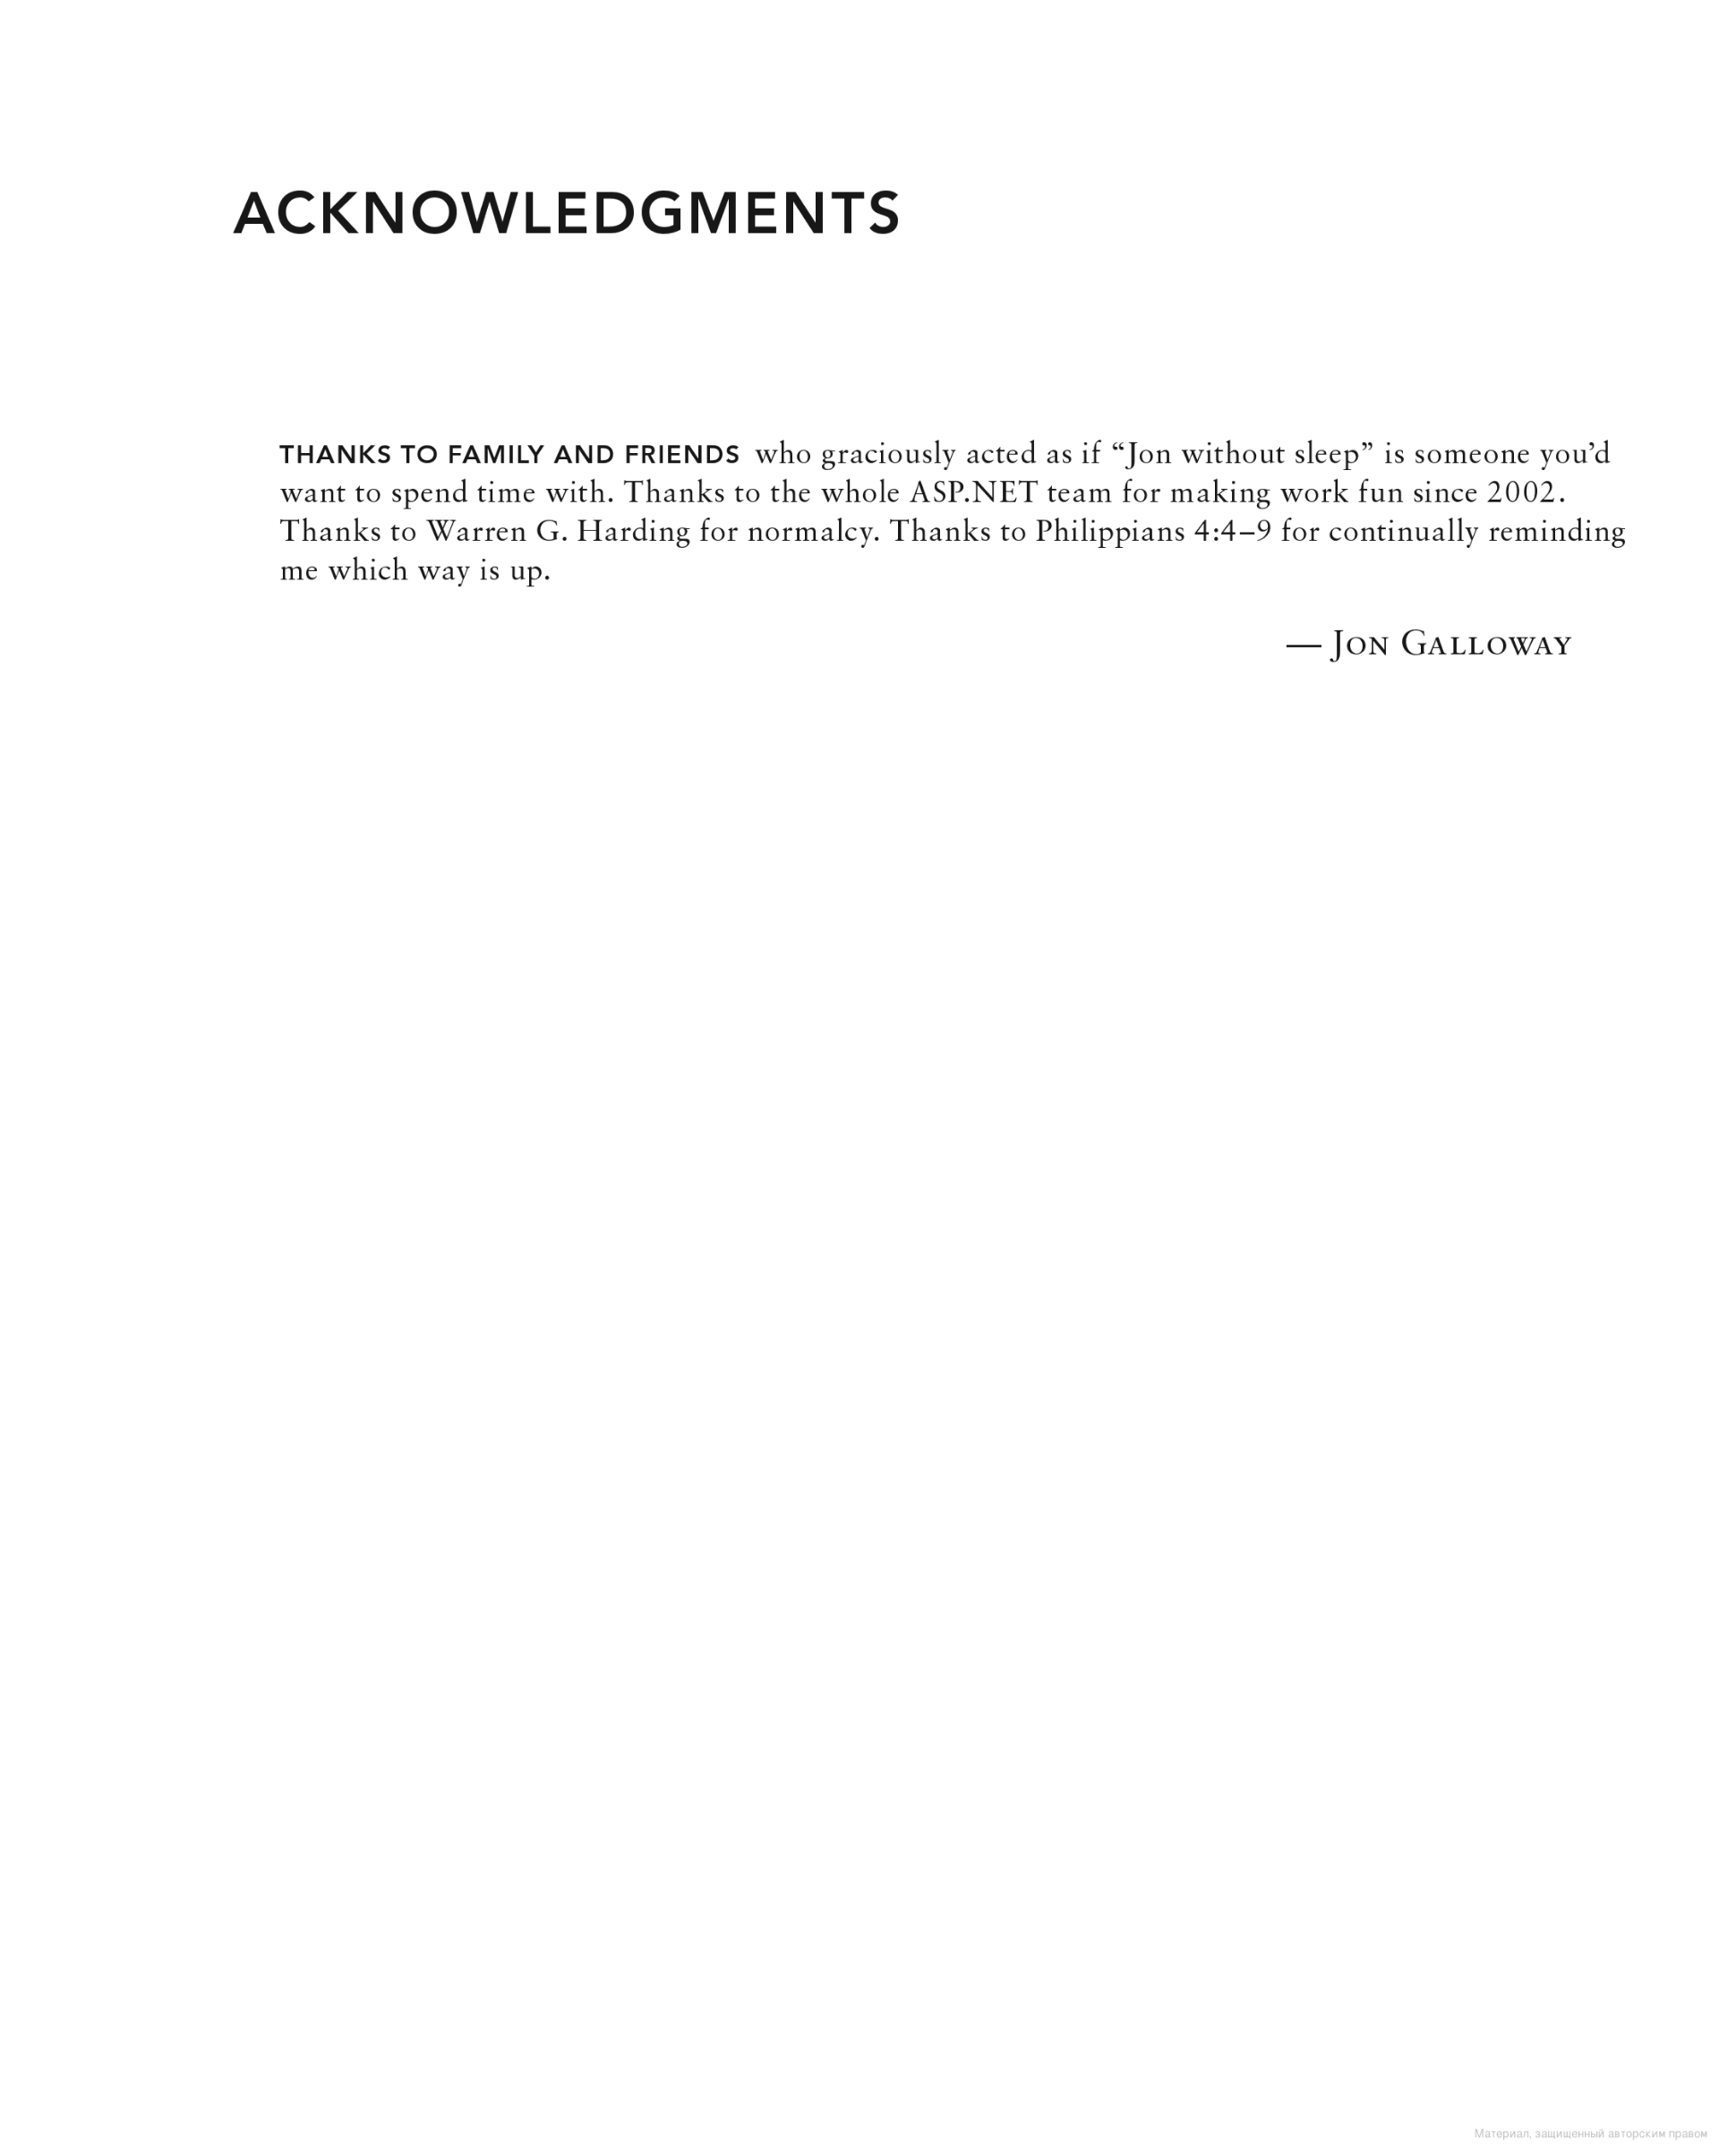 ACKNOWLEDGMENTS
THANKS TO FAMILY AND FRIENDS who graciously acted as if “Jon without sleep” is someone you’d
want to spend time with. Thanks to the whole ASP.NET team for making work fun since 2002.
Thanks to Warren G. Harding for normalcy. Thanks to Philippians 4:4–9 for continually reminding
me which way is up.
— Jon Galloway
Материал, защищенный авторским правом